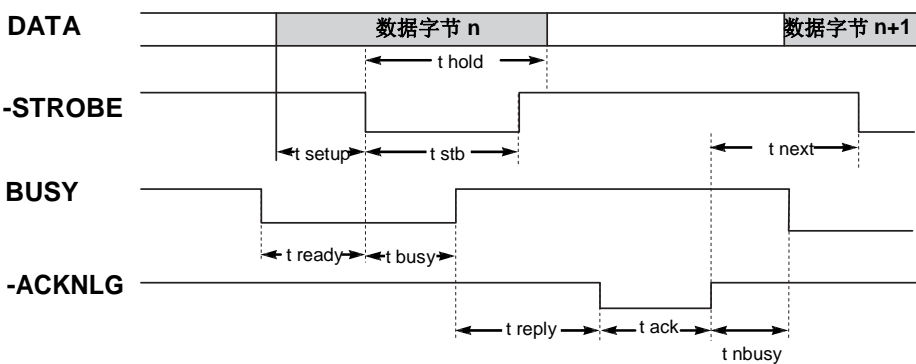 DATA
数据字节 n
数据字节 n+1
t hold
-STROBE
t setup
t stb
t next
BUSY
t ready
t busy
-ACKNLG
t reply
t ack
t nbusy